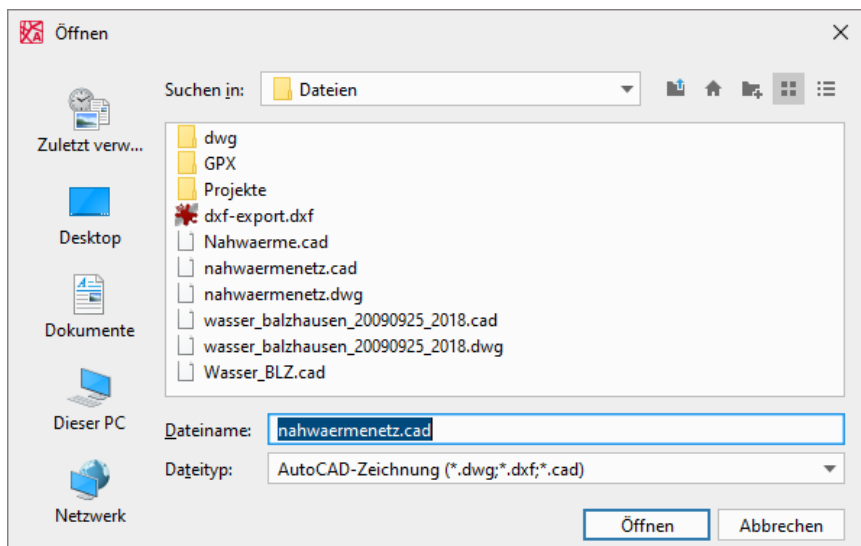 Öffnen
Suchen in: Dateien
Zuletzt verw...
Desktop
Dokumente
Dieser PC
Netzwerk
dwg
GPX
Projekte
dxf-export.dxf
Nahwaerme.cad
nahwaermenetz.cad
nahwaermenetz.dwg
wasser_balzhausen_20090925_2018.cad
wasser_balzhausen_20090925_2018.dwg
Wasser_BLZ.cad
Dateiname: nahwaermenetz.cad
Dateityp: AutoCAD-Zeichnung (*.dwg;*.dxf;*.cad)
Öffnen Abbrechen